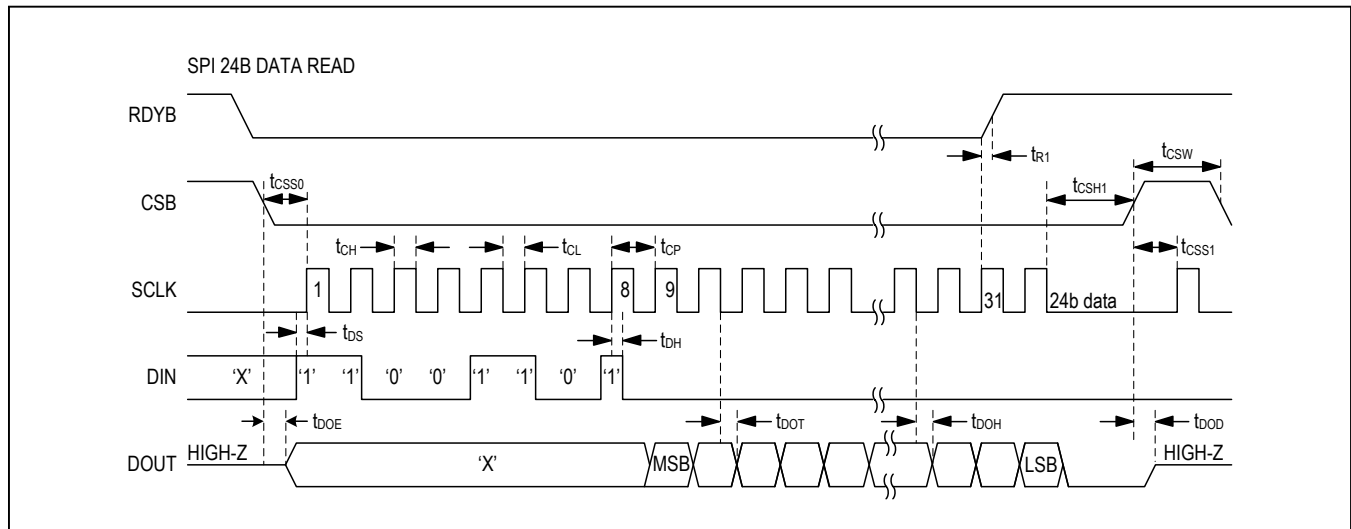 SPI 24B DATA READ
RDYB
tR1
tCSW
tCSS0
tCSH1
CSB
tCH
tCL
tCP
tCSS1
SCLK
1
8
9
31
24b data
tDS
tDH
DIN
'X'
'1'
'1'
'0'
'0'
'1'
'1'
'0'
'1'
tDOE
tDOT
tDOH
tDOD
DOUT
HIGH-Z
'X'
MSB
LSB
HIGH-Z